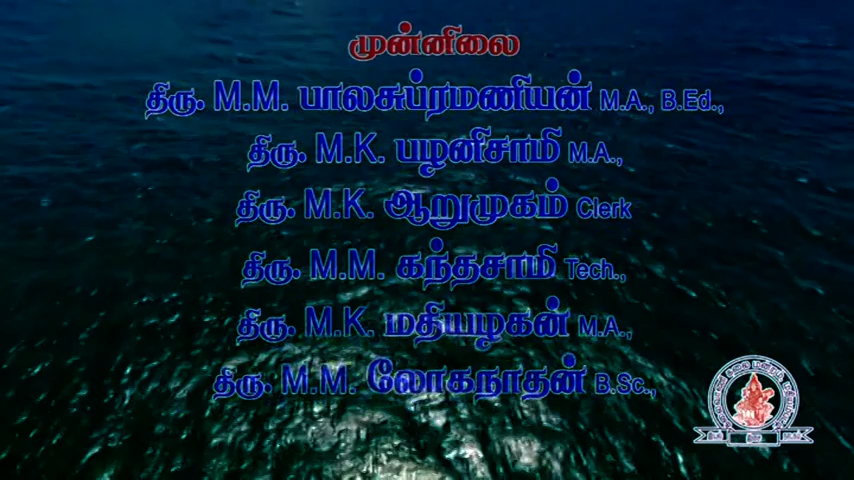 முன்னிலை
திரு. M.M. பாலசுப்ரமணியன் M.A., B.Ed.,
திரு. M.K. பழனிசாமி M.A.,
திரு. M.K. ஆறுமுகம் Clerk
திரு. M.M. கந்தசாமி Tech.,
திரு. M.K. மதியழகன் M.A.,
திரு. M.M. லோகநாதன் B.Sc.,